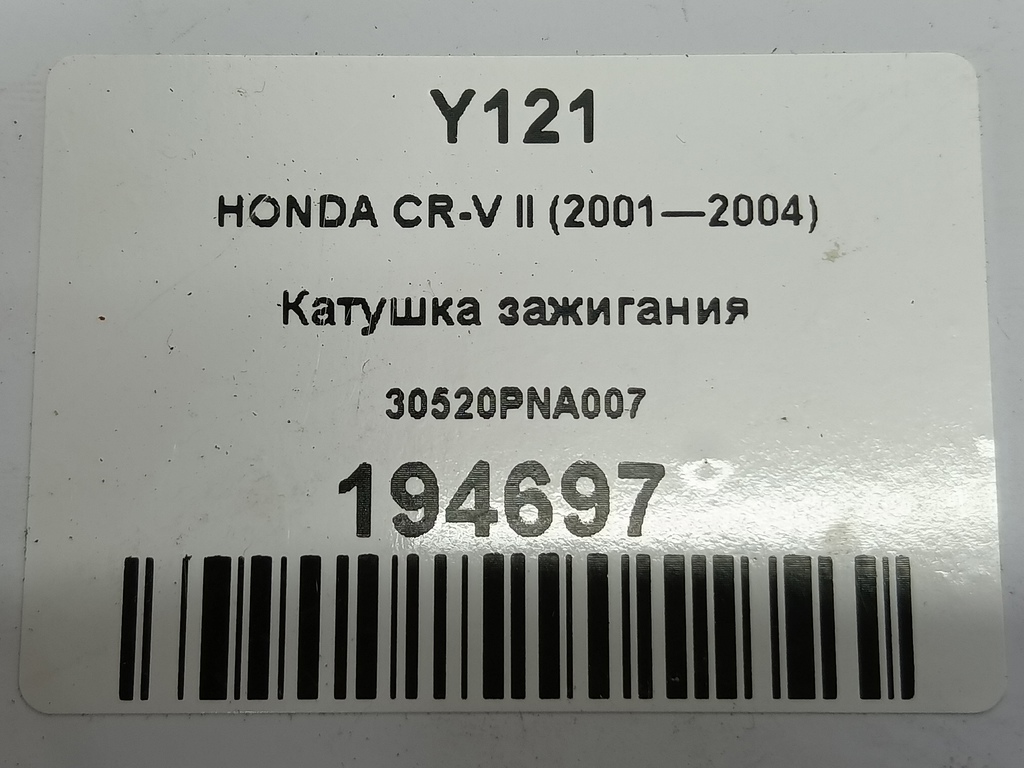 Y121
HONDA CR-V II (2001—2004)
Катушка зажигания
30520PNA007
194697